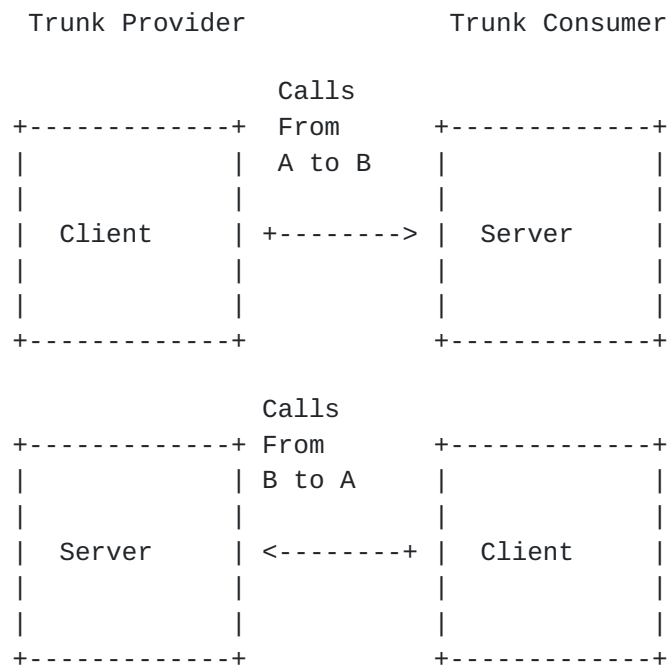 Trunk Provider Trunk Consumer
Calls
From
A to B
Client +--------> Server
Calls
From
B to A
Server <--------+ Client